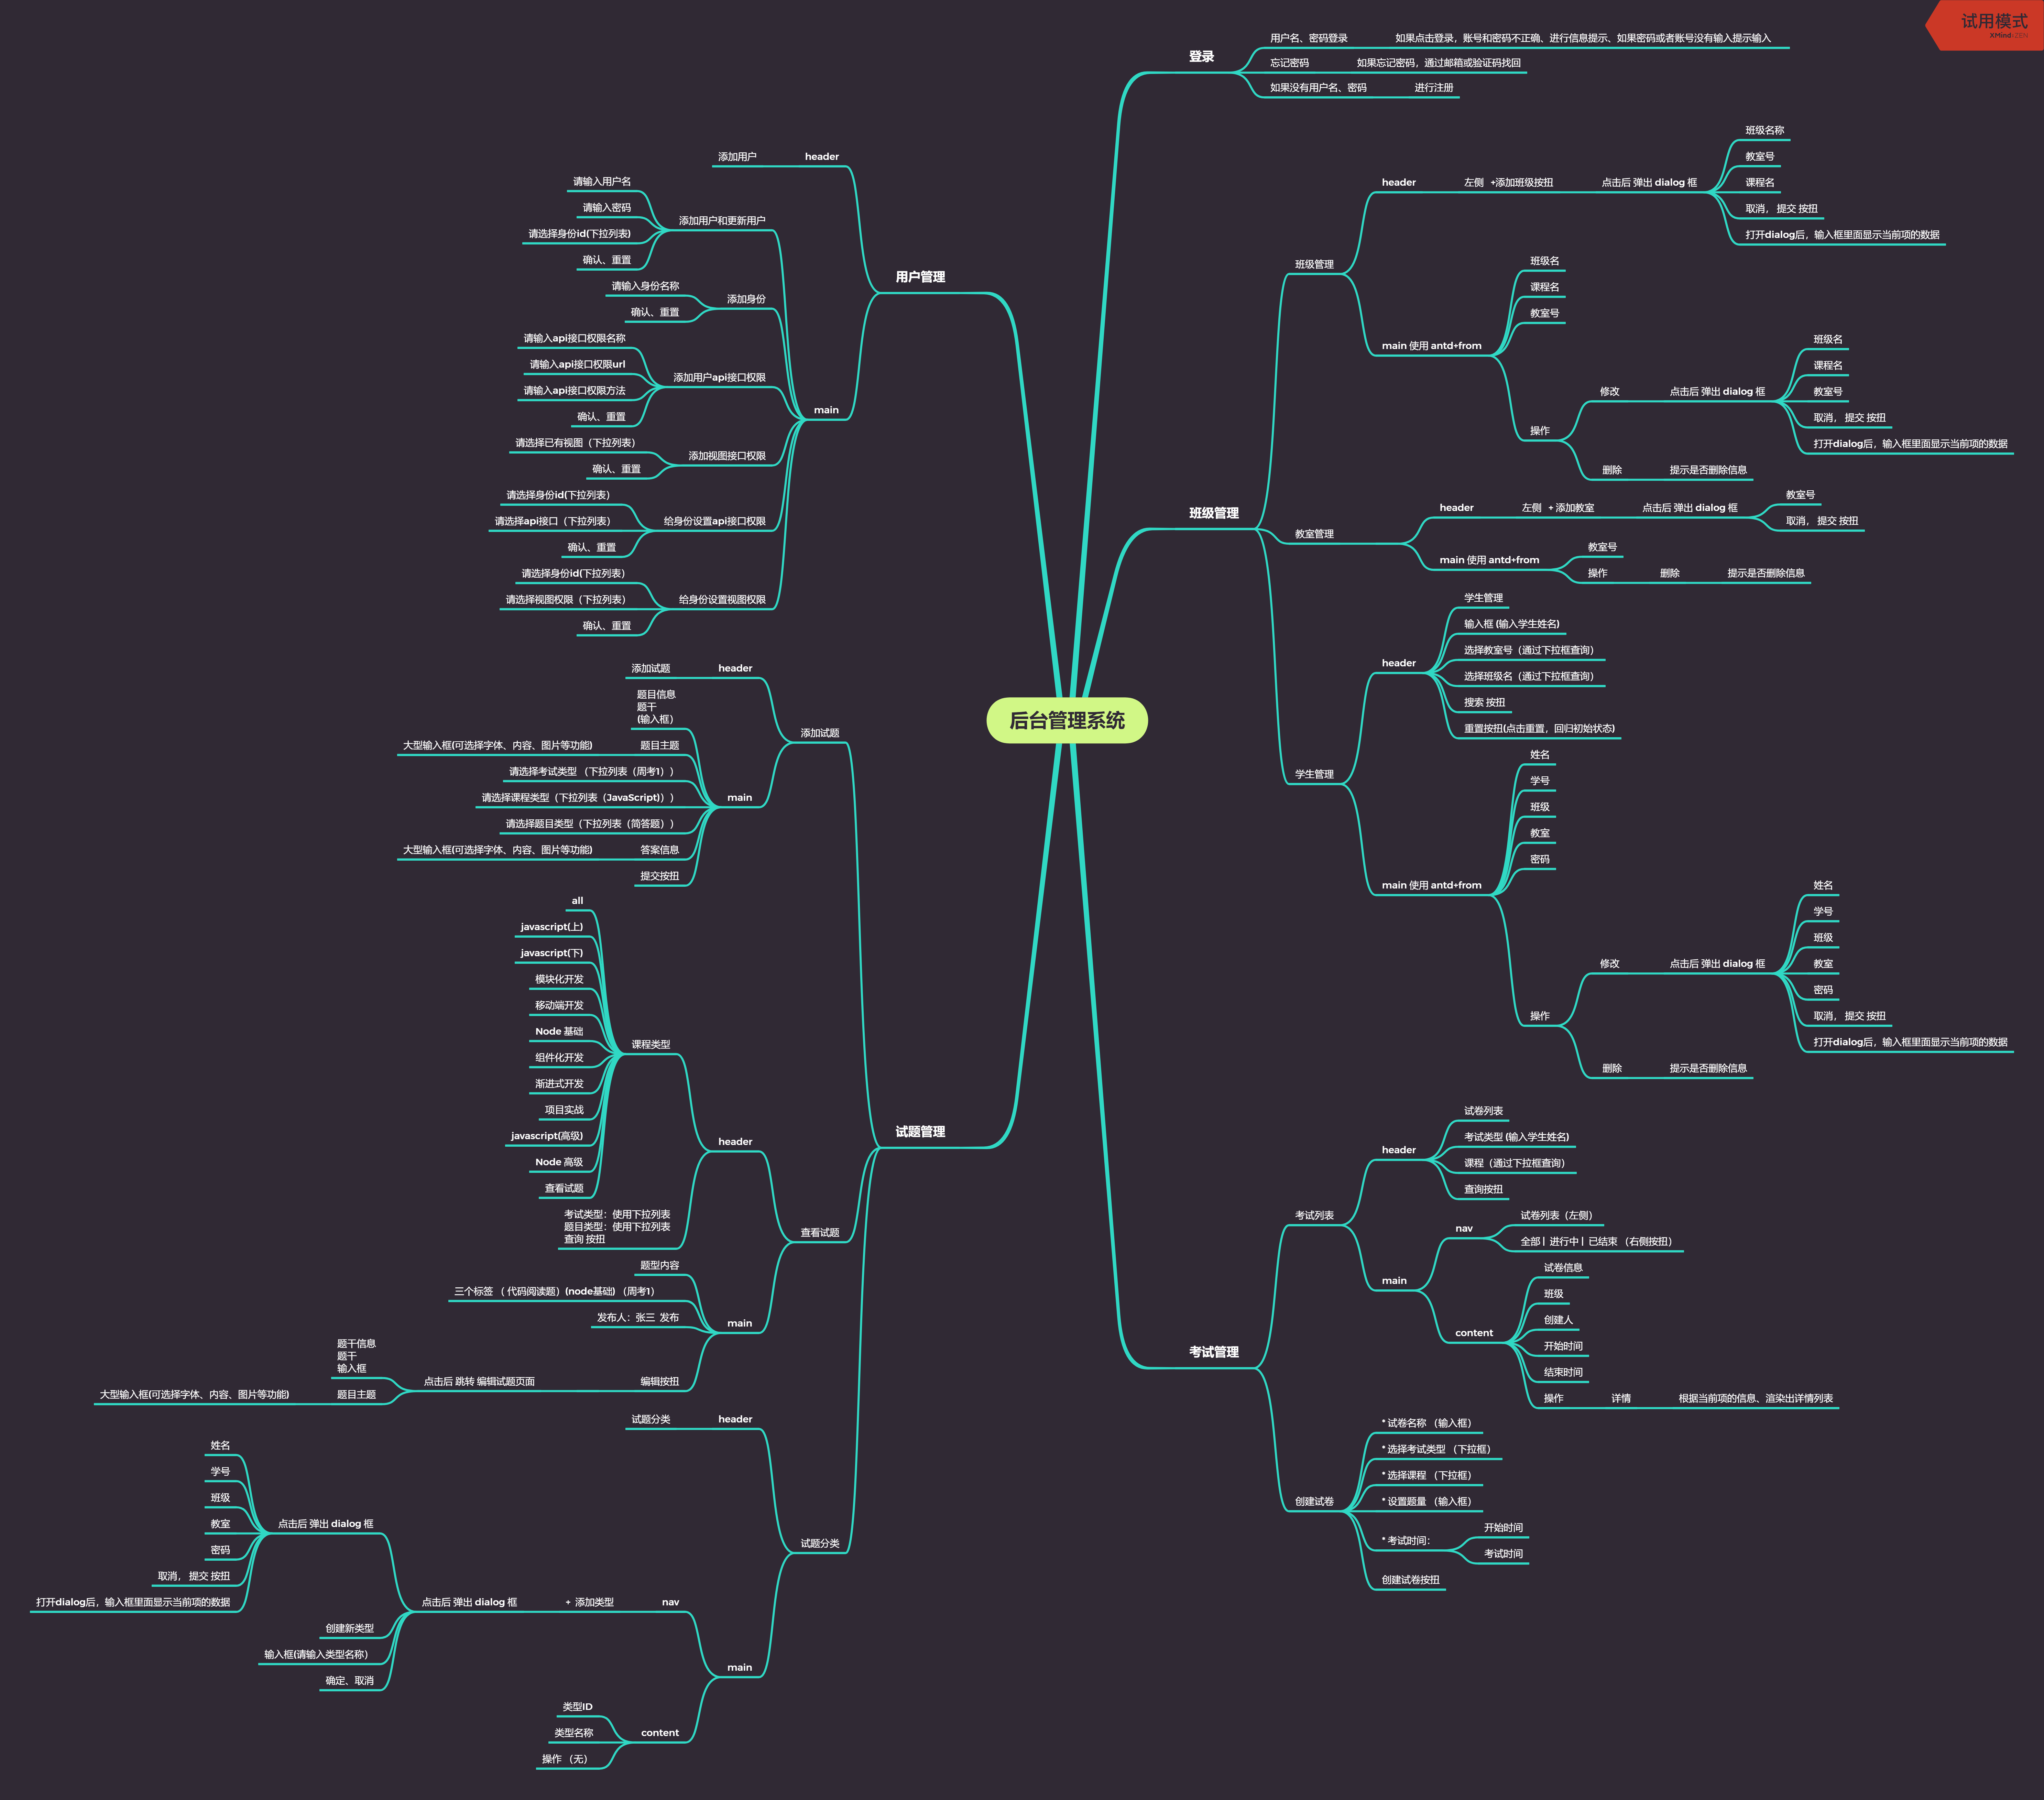 试用模式
XMind:ZEN
后台管理系统
登录
用户名、密码登录
如果点击登录，账号和密码不正确、进行信息提示、如果密码或者账号没有输入提示输入
忘记密码
如果忘记密码，通过邮箱或验证码找回
如果没有用户名、密码
进行注册
班级管理
班级管理
header
左侧 +添加班级按扭
点击后 弹出 dialog 框
班级名称
教室号
课程名
取消， 提交 按扭
打开dialog后，输入框里面显示当前项的数据
main 使用 antd+from
班级名
课程名
教室号
操作
修改
点击后 弹出 dialog 框
班级名
课程名
教室号
取消， 提交 按扭
打开dialog后，输入框里面显示当前项的数据
删除
提示是否删除信息
教室管理
header
左侧 + 添加教室
点击后 弹出 dialog 框
教室号
取消， 提交 按扭
main 使用 antd+from
教室号
操作
删除
提示是否删除信息
学生管理
header
学生管理
输入框 (输入学生姓名)
选择教室号（通过下拉框查询）
选择班级名（通过下拉框查询）
搜索 按扭
重置按扭(点击重置，回归初始状态)
main 使用 antd+from
姓名
学号
班级
教室
密码
操作
修改
点击后 弹出 dialog 框
姓名
学号
班级
教室
密码
取消， 提交 按扭
打开dialog后，输入框里面显示当前项的数据
删除
提示是否删除信息
考试管理
考试列表
header
试卷列表
考试类型 (输入学生姓名)
课程（通过下拉框查询）
查询按扭
main
nav
试卷列表（左侧）
全部 | 进行中 | 已结束 （右侧按扭）
content
试卷信息
班级
创建人
开始时间
结束时间
操作
详情
根据当前项的信息、渲染出详情列表
创建试卷
* 试卷名称 （输入框）
* 选择考试类型 （下拉框）
* 选择课程 （下拉框）
* 设置题量 （输入框）
* 考试时间：
开始时间
考试时间
创建试卷按扭
用户管理
header
添加用户
main
添加用户和更新用户
请输入用户名
请输入密码
请选择身份id(下拉列表)
确认、重置
添加身份
请输入身份名称
确认、重置
添加用户api接口权限
请输入api接口权限名称
请输入api接口权限url
请输入api接口权限方法
确认、重置
添加视图接口权限
请选择已有视图（下拉列表）
确认、重置
给身份设置api接口权限
请选择身份id(下拉列表）
请选择api接口（下拉列表）
确认、重置
给身份设置视图权限
请选择身份id(下拉列表）
请选择视图权限（下拉列表）
确认、重置
试题管理
添加试题
header
添加试题
main
题目信息
题干
(输入框）
题目主题
大型输入框(可选择字体、内容、图片等功能)
请选择考试类型 （下拉列表（周考1））
请选择课程类型（下拉列表（JavaScript)））
请选择题目类型（下拉列表（简答题））
答案信息
大型输入框(可选择字体、内容、图片等功能)
提交按扭
查看试题
header
课程类型
all
javascript(上)
javascript(下)
模块化开发
移动端开发
Node 基础
组件化开发
渐进式开发
项目实战
javascript(高级)
Node 高级
查看试题
考试类型：使用下拉列表
题目类型：使用下拉列表
查询 按扭
main
题型内容
三个标签 （ 代码阅读题）(node基础) （周考1）
发布人：张三 发布
编辑按扭
点击后 跳转 编辑试题页面
题干信息
题干
输入框
题目主题
大型输入框(可选择字体、内容、图片等功能)
试题分类
header
试题分类
main
nav
+ 添加类型
点击后 弹出 dialog 框
点击后 弹出 dialog 框
姓名
学号
班级
教室
密码
取消， 提交 按扭
打开dialog后，输入框里面显示当前项的数据
创建新类型
输入框(请输入类型名称）
确定、取消
content
类型ID
类型名称
操作 （无）